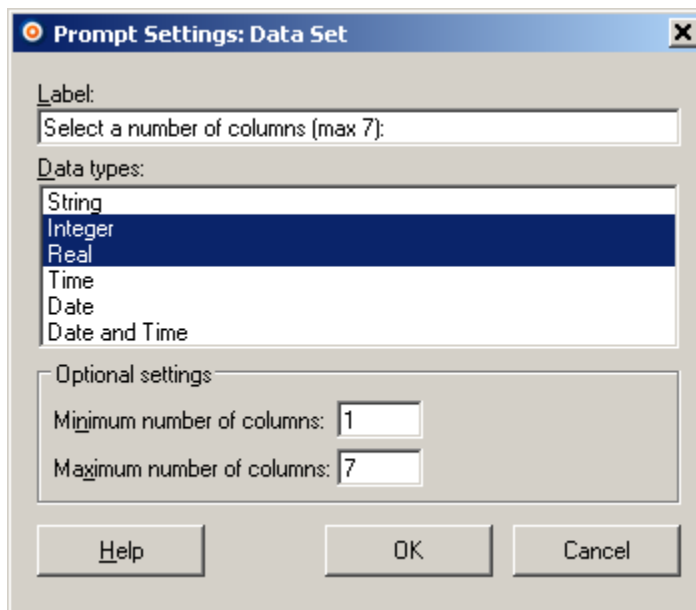 Prompt Settings: Data Set
Label:
Select a number of columns (max 7):
Data types:
String
Integer
Real
Time
Date
Date and Time
Optional settings
Minimum number of columns: 1
Maximum number of columns: 7
Help OK Cancel